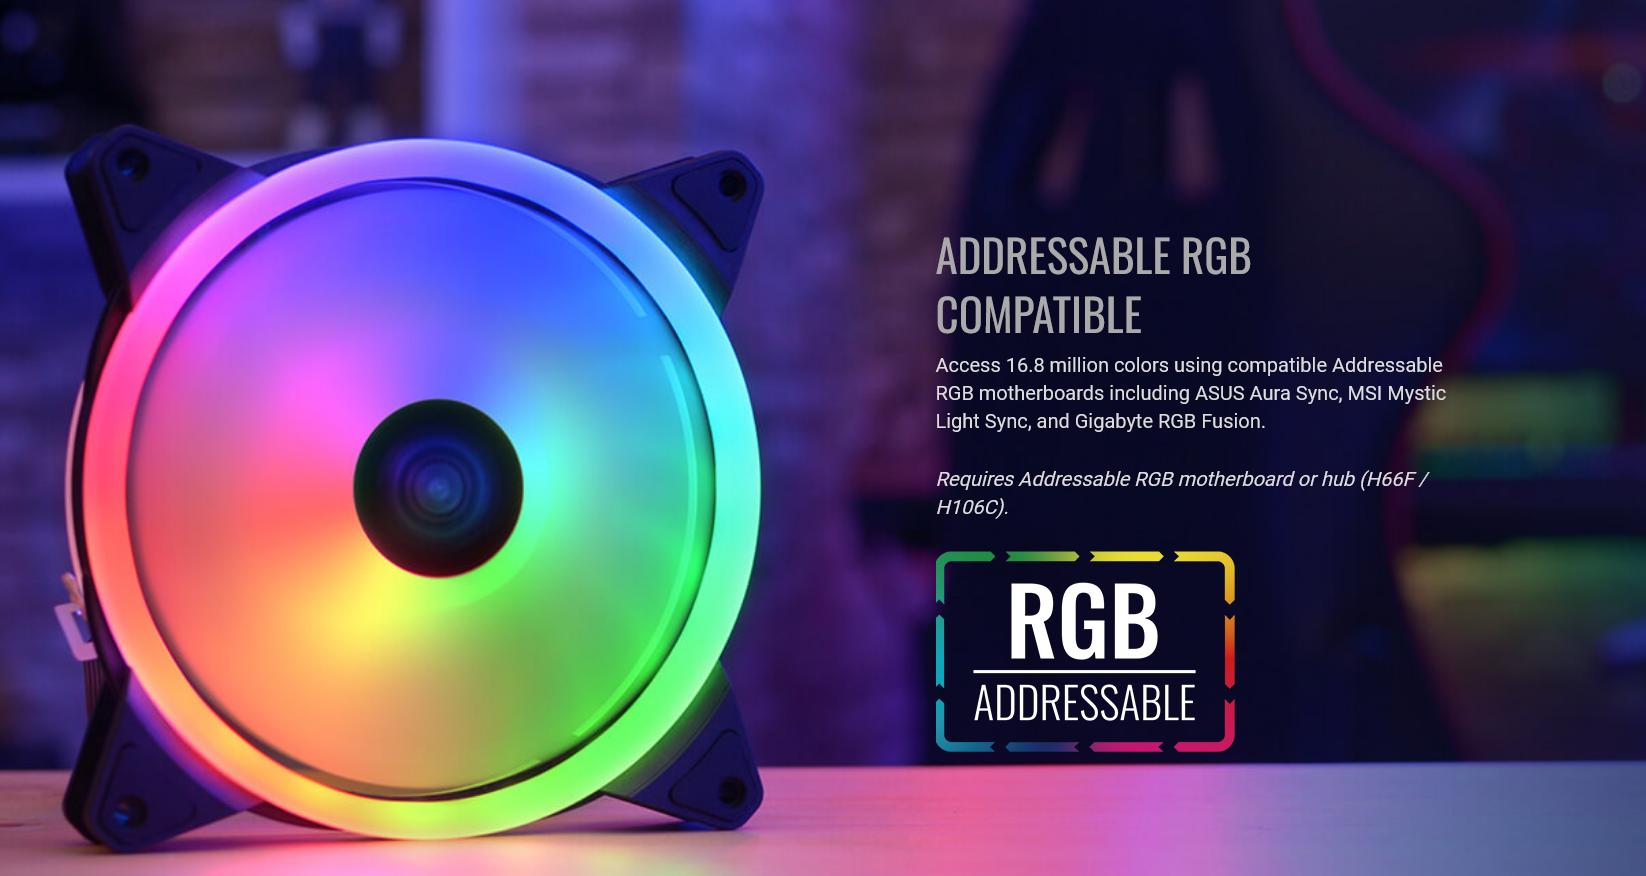 ADDRESSABLE RGB
COMPATIBLE
Access 16.8 million colors using compatible Addressable
RGB motherboards including ASUS Aura Sync, MSI Mystic
Light Sync, and Gigabyte RGB Fusion.
Requires Addressable RGB motherboard or hub (H66F /
H106C).
RGB
ADDRESSABLE